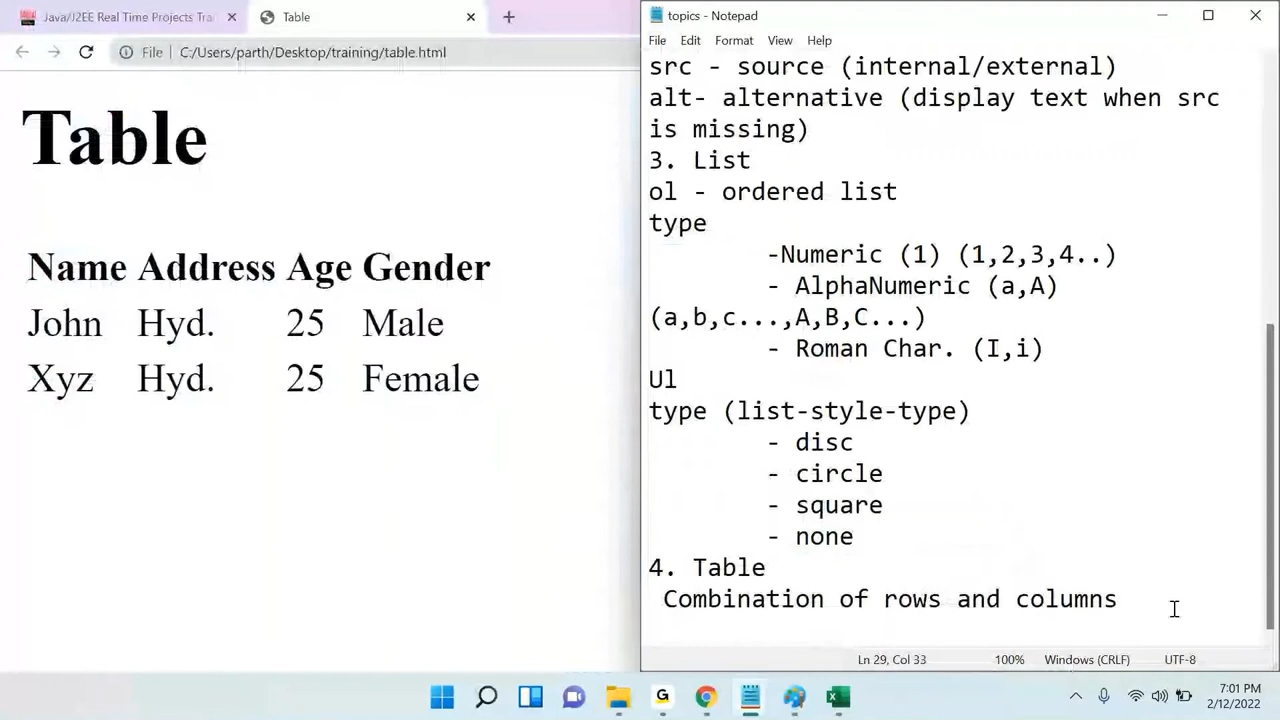 Java/J2EE Real Time Projects Tra
Table
File
C:/Users/parth/Desktop/training/table.html
Table
Name Address Age Gender
John Hyd. 25 Male
Xyz Hyd. 25 Female
topics - Notepad
File Edit Format View Help
src - source (internal/external)
alt- alternative (display text when src
is missing)
3. List
ol - ordered list
type
-Numeric (1) (1,2,3,4..)
- AlphaNumeric (a,A)
(a,b,c...,A,B,C...)
- Roman Char. (I,i)
Ul
type (list-style-type)
- disc
- circle
- square
- none
4. Table
Combination of rows and columns
Ln 29, Col 33
100%
Windows (CRLF)
UTF-8
7:01 PM
2/12/2022